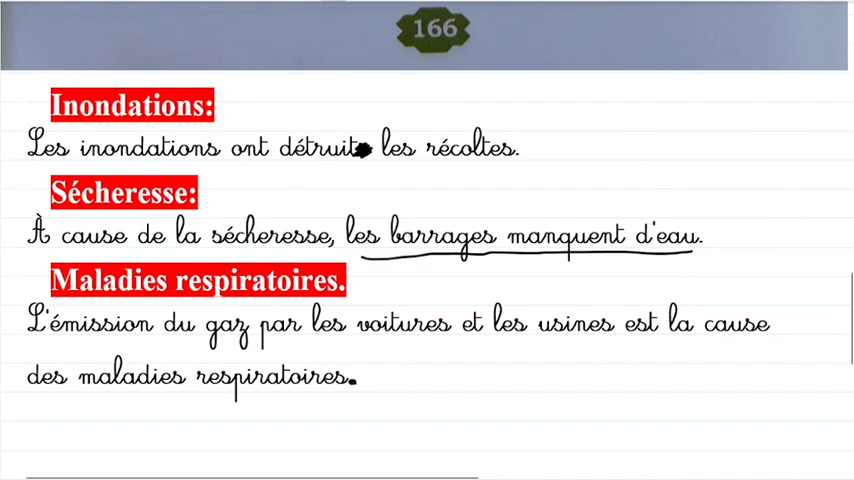 166
Inondations:
Les inondations ont détruit les récoltes.
Sécheresse:
À cause de la sécheresse, les barrages manquent d'eau.
Maladies respiratoires.
L'émission du gaz par les voitures et les usines est la cause
des maladies respiratoires.